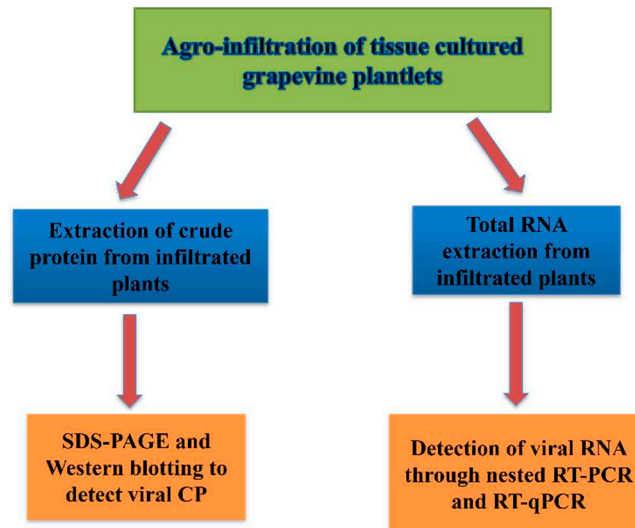 Agro-infiltration of tissue cultured
grapevine plantlets
Extraction of crude
protein from infiltrated
plants
Total RNA
extraction from
infiltrated plants
SDS-PAGE and
Western blotting to
detect viral CP
Detection of viral RNA
through nested RT-PCR
and RT-qPCR